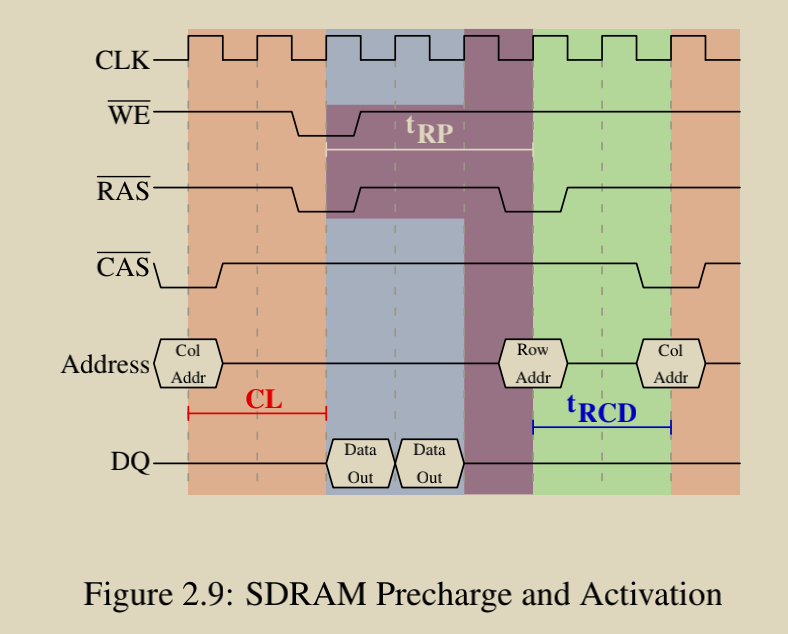 CLK
WE
tRP
RAS
CAS
Col
Addr
Row
Addr
Col
Addr
Address
CL
tRCD
Data
Out
Data
Out
DQ
Figure 2.9: SDRAM Precharge and Activation